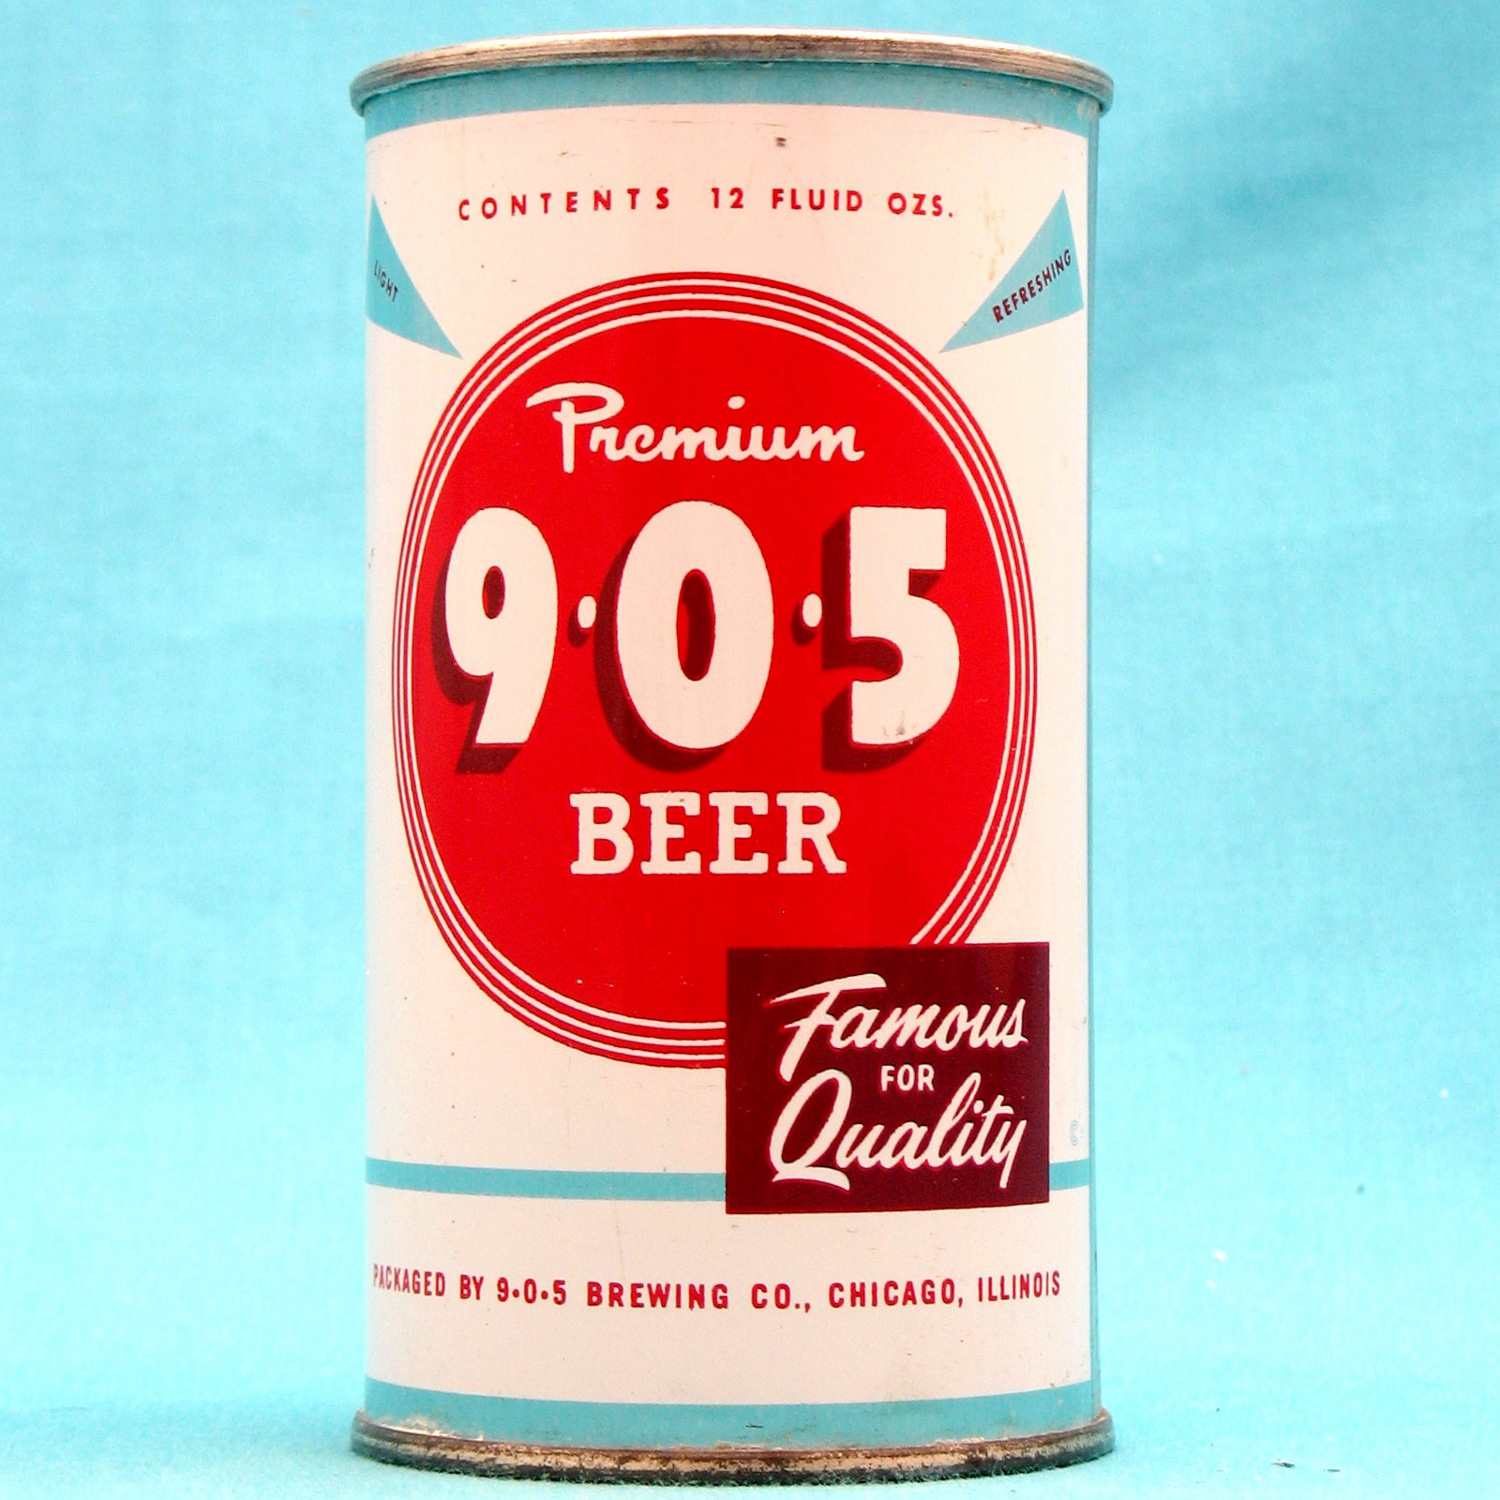 CONTENTS 12 FLUID OZS.
LIGHT
REFRESHING
Premium
9·0·5
BEER
Famous
FOR
Quality
PACKAGED BY 9·0·5 BREWING CO., CHICAGO, ILLINOIS